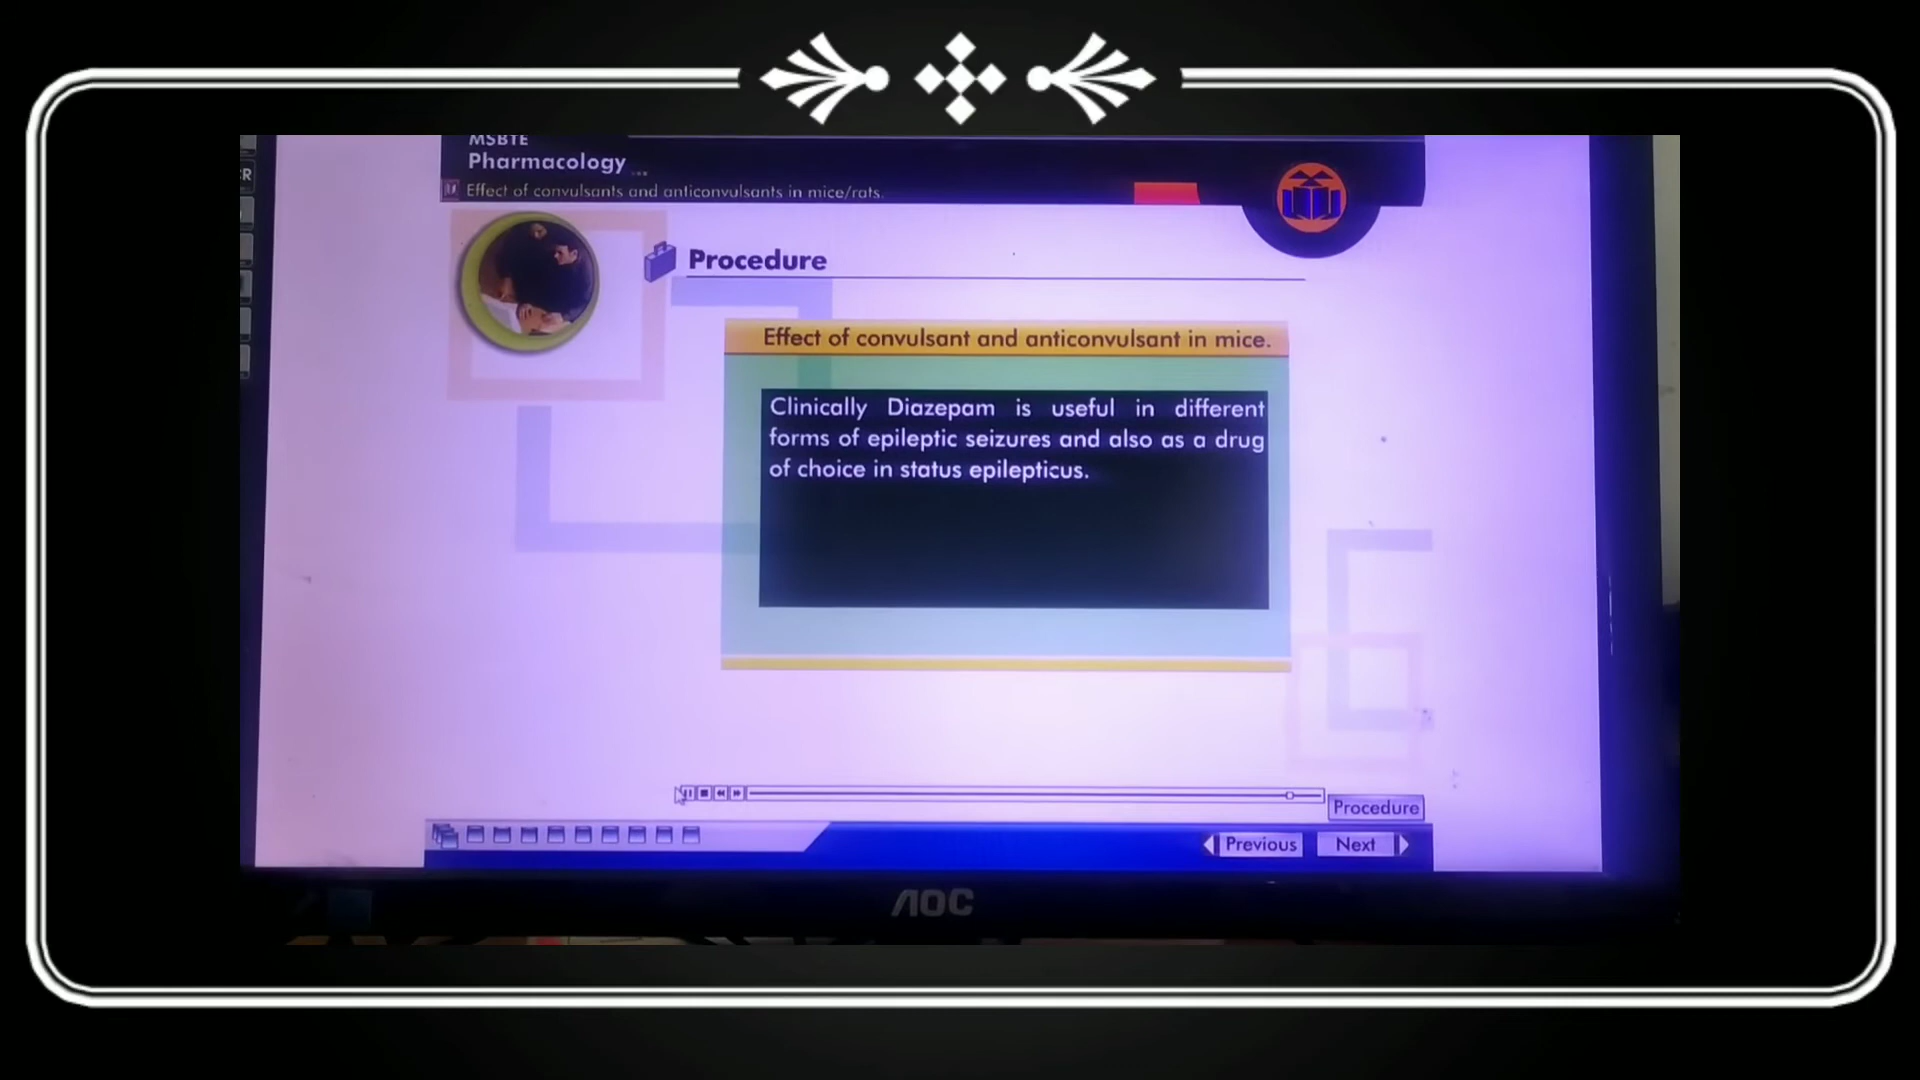 MSBTE
Pharmacology ...
Effect of convulsants and anticonvulsants in mice/rats.
Procedure
Effect of convulsant and anticonvulsant in mice.
Clinically Diazepam is useful in different
forms of epileptic seizures and also as a drug
of choice in status epilepticus.
Procedure
Previous
Next
AOC